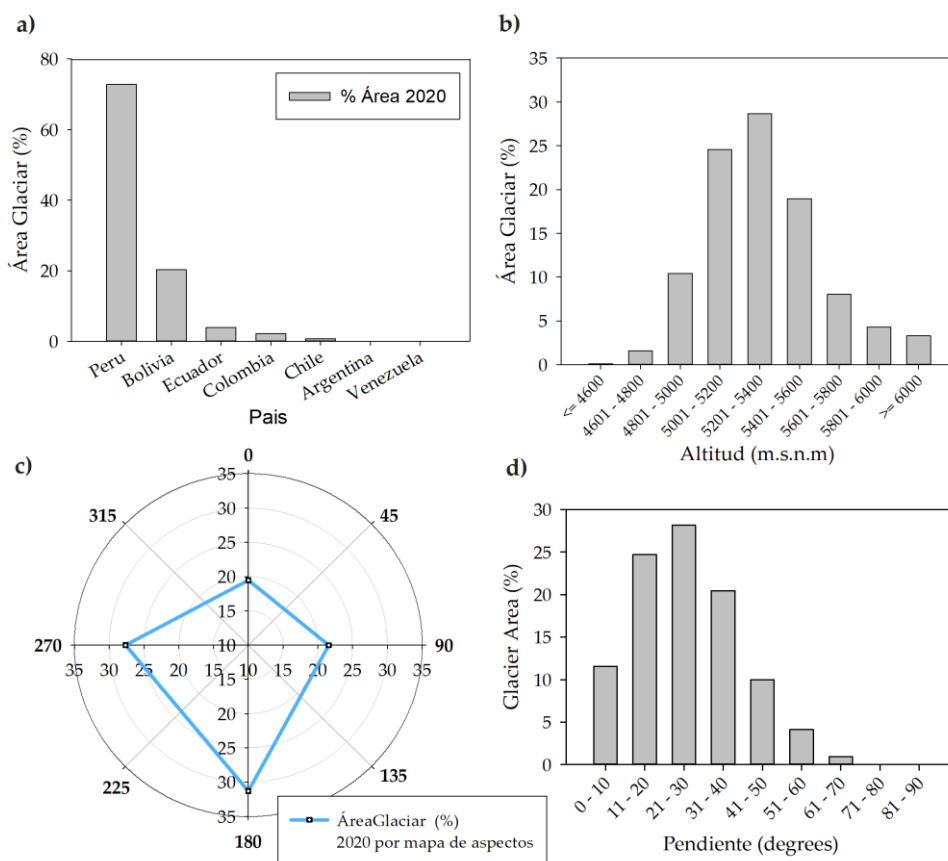 a)
Área Glaciar (%)
80
60
40
20
0
% Área 2020
Peru
Bolivia
Ecuador
Colombia
Chile
Argentina
Venezuela
Pais
b)
Área Glaciar (%)
35
30
25
20
15
10
5
0
<= 4600
4601 - 4800
4801 - 5000
5001 - 5200
5201 - 5400
5401 - 5600
5601 - 5800
5801 - 6000
>= 6000
Altitud (m.s.n.m)
c)
0
45
90
135
180
225
270
315
35
30
25
20
15
10
15
20
25
30
35
35 30 25 20 15 10 15 20 25 30 35
ÁreaGlaciar (%)
2020 por mapa de aspectos
d)
Glacier Area (%)
30
25
20
15
10
5
0
0 - 10
11 - 20
21 - 30
31 - 40
41 - 50
51 - 60
61 - 70
71 - 80
81 - 90
Pendiente (degrees)